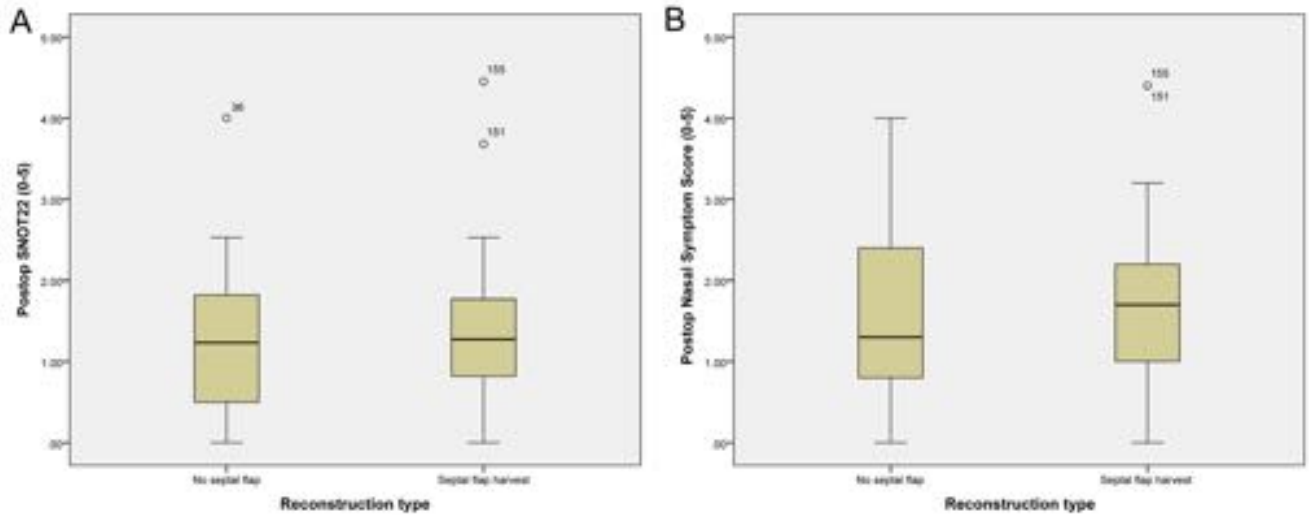 A
5.00
4.00
3.00
2.00
1.00
.00
Postop SNOT22 (0-5)
36
155
151
No septal flap
Septal flap harvest
Reconstruction type
B
5.00
4.00
3.00
2.00
1.00
.00
Postop Nasal Symptom Score (0-5)
155
151
No septal flap
Septal flap harvest
Reconstruction type